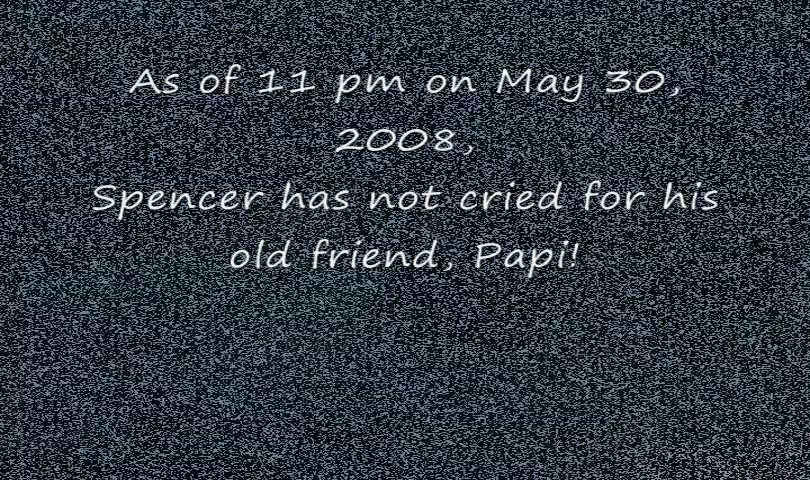 As of 11 pm on May 30,
2008,
Spencer has not cried for his
old friend, Papi!